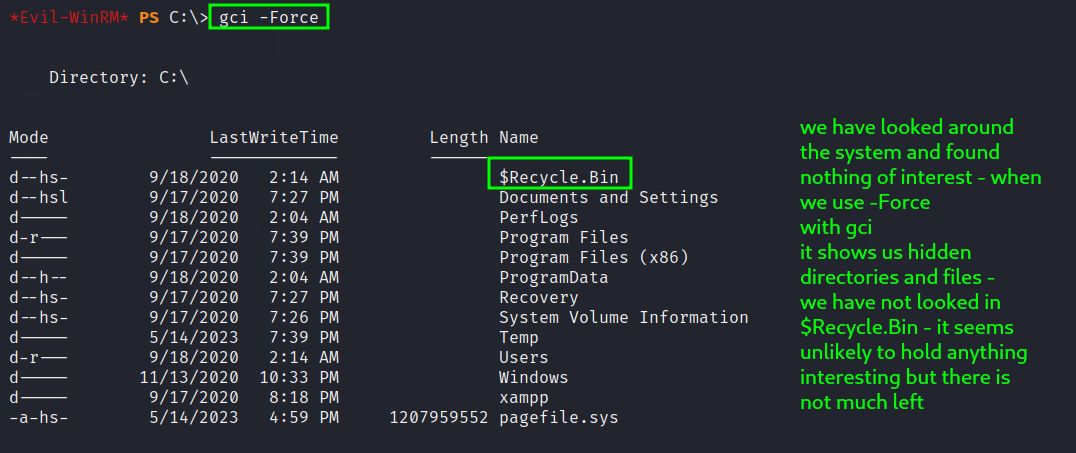 *Evil-WinRM* PS C:\> gci -Force
Directory: C:\
Mode LastWriteTime Length Name
---- ------------- ------ ----
d--hs- 9/18/2020 2:14 AM $Recycle.Bin
d--hsl 9/17/2020 7:27 PM Documents and Settings
d----- 9/18/2020 2:04 AM PerfLogs
d-r--- 9/17/2020 7:39 PM Program Files
d----- 9/17/2020 7:39 PM Program Files (x86)
d--h-- 9/18/2020 2:04 AM ProgramData
d--hs- 9/17/2020 7:27 PM Recovery
d--hs- 9/17/2020 7:26 PM System Volume Information
d----- 5/14/2023 7:39 PM Temp
d-r--- 9/18/2020 2:14 AM Users
d----- 11/13/2020 10:33 PM Windows
d----- 9/17/2020 8:18 PM xampp
-a-hs- 5/14/2023 4:59 PM 1207959552 pagefile.sys
we have looked around
the system and found
nothing of interest - when
we use -Force
with gci
it shows us hidden
directories and files -
we have not looked in
$Recycle.Bin - it seems
unlikely to hold anything
interesting but there is
not much left